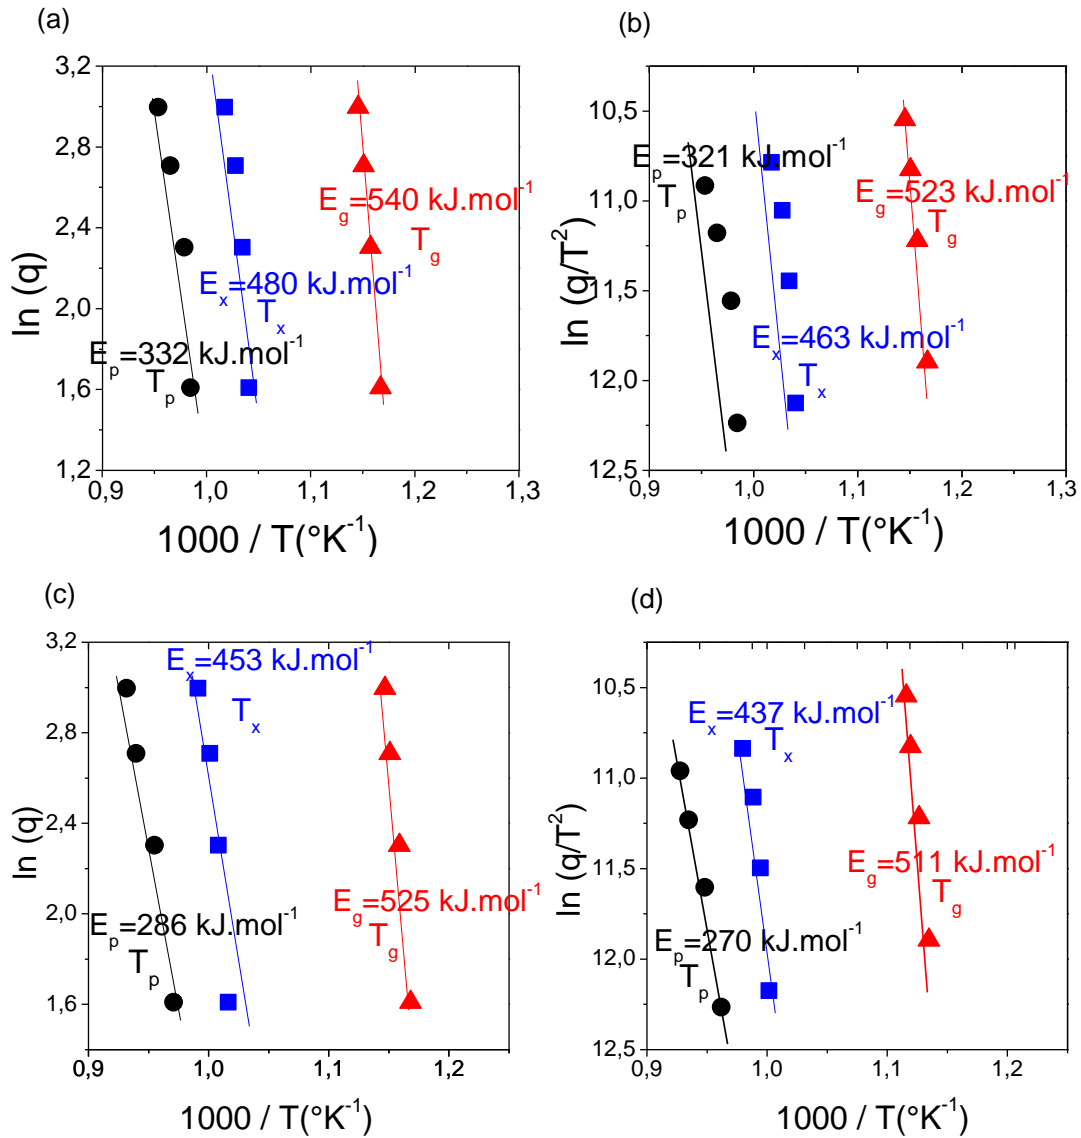 (a)
3,2
2,8
2,4
2,0
1,6
1,2
ln (q)
E_g=540 kJ.mol^-1
T_g
E_x=480 kJ.mol^-1
T_x
E_p=332 kJ.mol^-1
T_p
0,9 1,0 1,1 1,2 1,3
1000 / T(°K^-1)
(b)
10,5
11,0
11,5
12,0
12,5
ln (q/T^2)
E_p=321 kJ.mol^-1
T_p
E_g=523 kJ.mol^-1
T_g
E_x=463 kJ.mol^-1
T_x
0,9 1,0 1,1 1,2 1,3
1000 / T(°K^-1)
(c)
3,2
2,8
2,4
2,0
1,6
ln (q)
E_x=453 kJ.mol^-1
T_x
E_g=525 kJ.mol^-1
T_g
E_p=286 kJ.mol^-1
T_p
0,9 1,0 1,1 1,2
1000 / T(°K^-1)
(d)
10,5
11,0
11,5
12,0
12,5
ln (q/T^2)
E_x=437 kJ.mol^-1
T_x
E_g=511 kJ.mol^-1
T_g
E_p=270 kJ.mol^-1
T_p
0,9 1,0 1,1 1,2
1000 / T(°K^-1)